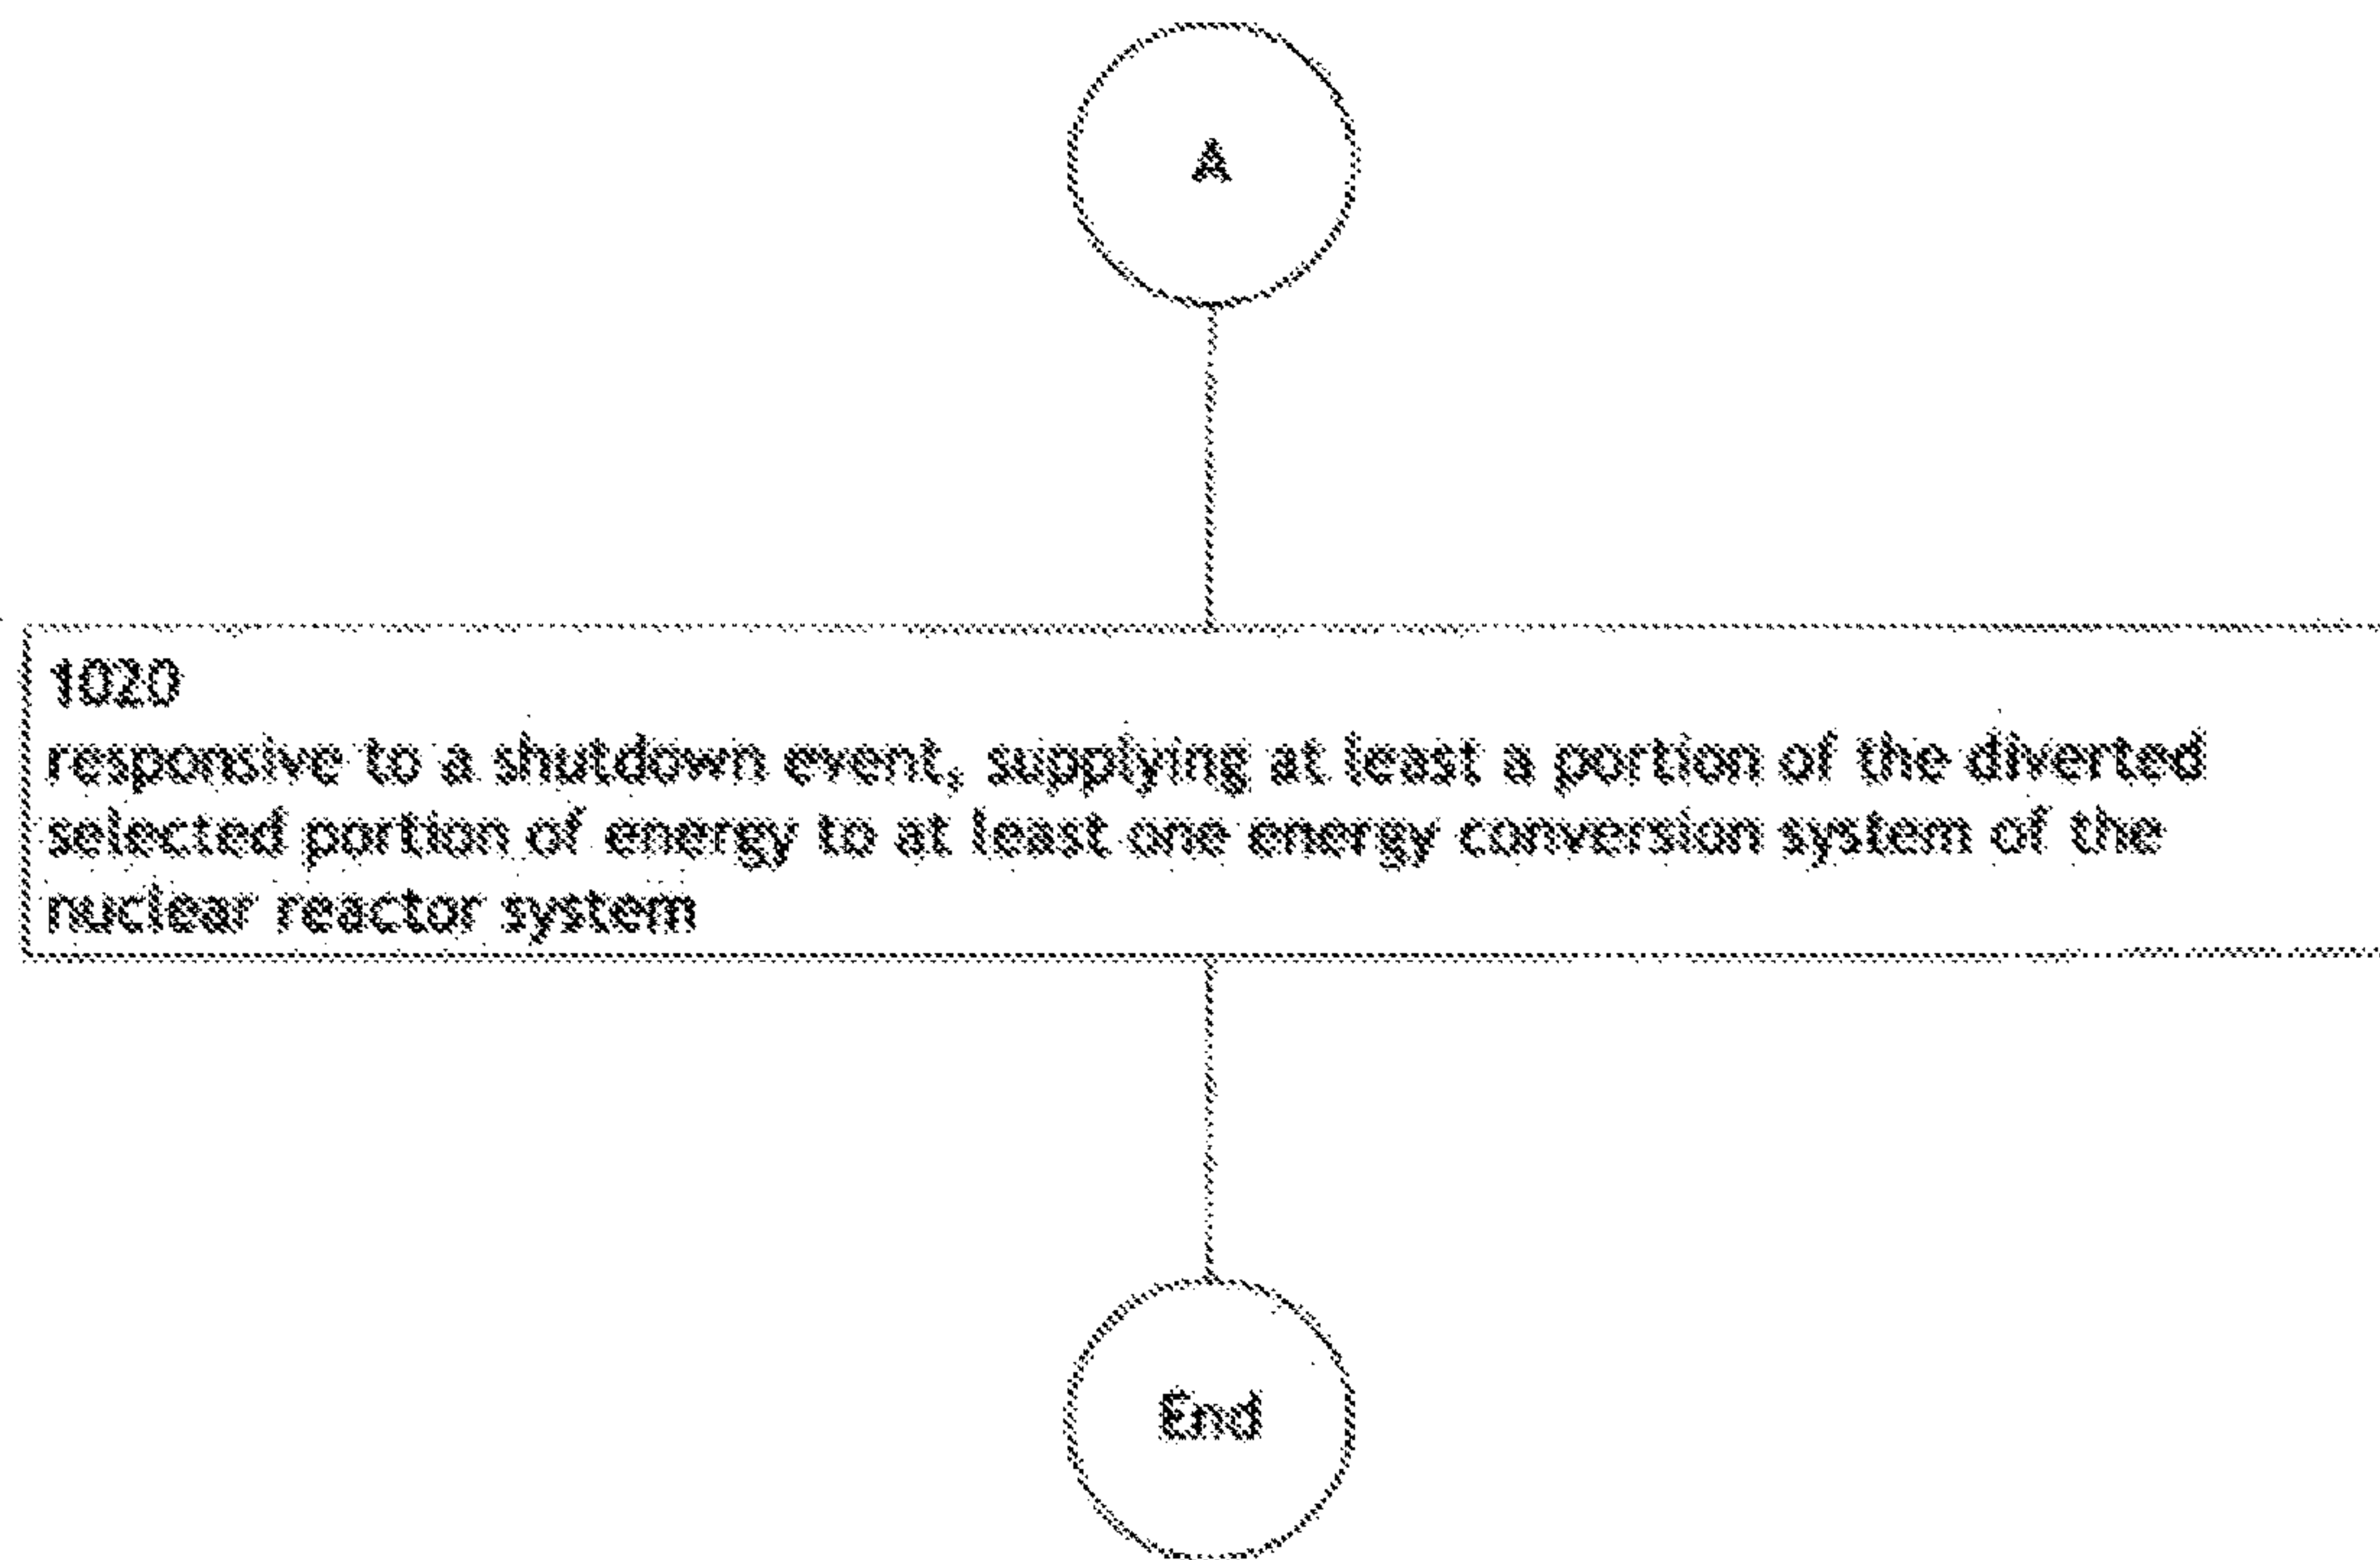 A
1020
responsive to a shutdown event, supplying at least a portion of the diverted
selected portion of energy to at least one energy conversion system of the
nuclear reactor system
End